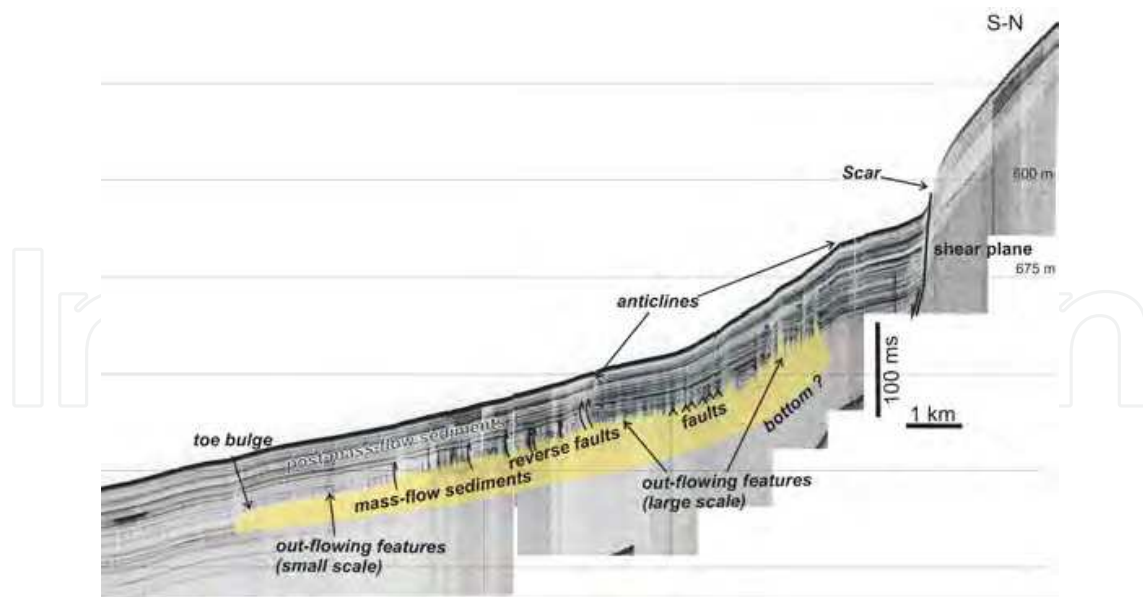 S-N
Scar
600 m
shear plane
675 m
anticlines
100 ms
1 km
toe bulge
post mass-flow sediments
reverse faults
faults
bottom ?
mass-flow sediments
out-flowing features
(large scale)
out-flowing features
(small scale)